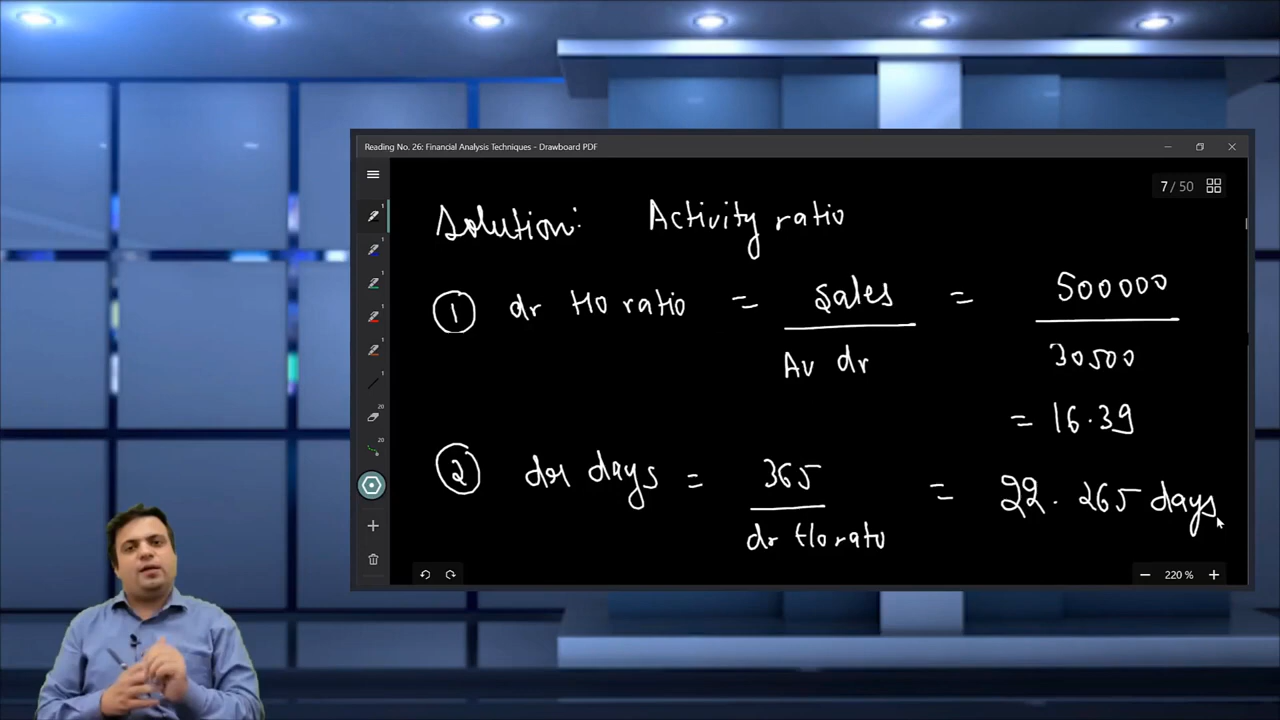 Reading No. 26: Financial Analysis Techniques - Drawboard PDF
7 / 50
Solution: Activity ratio
① dr t/o ratio = Sales / Av dr = 500000 / 30500
= 16.39
② dr days = 365 / dr t/o ratio = 22.265 days
220 %